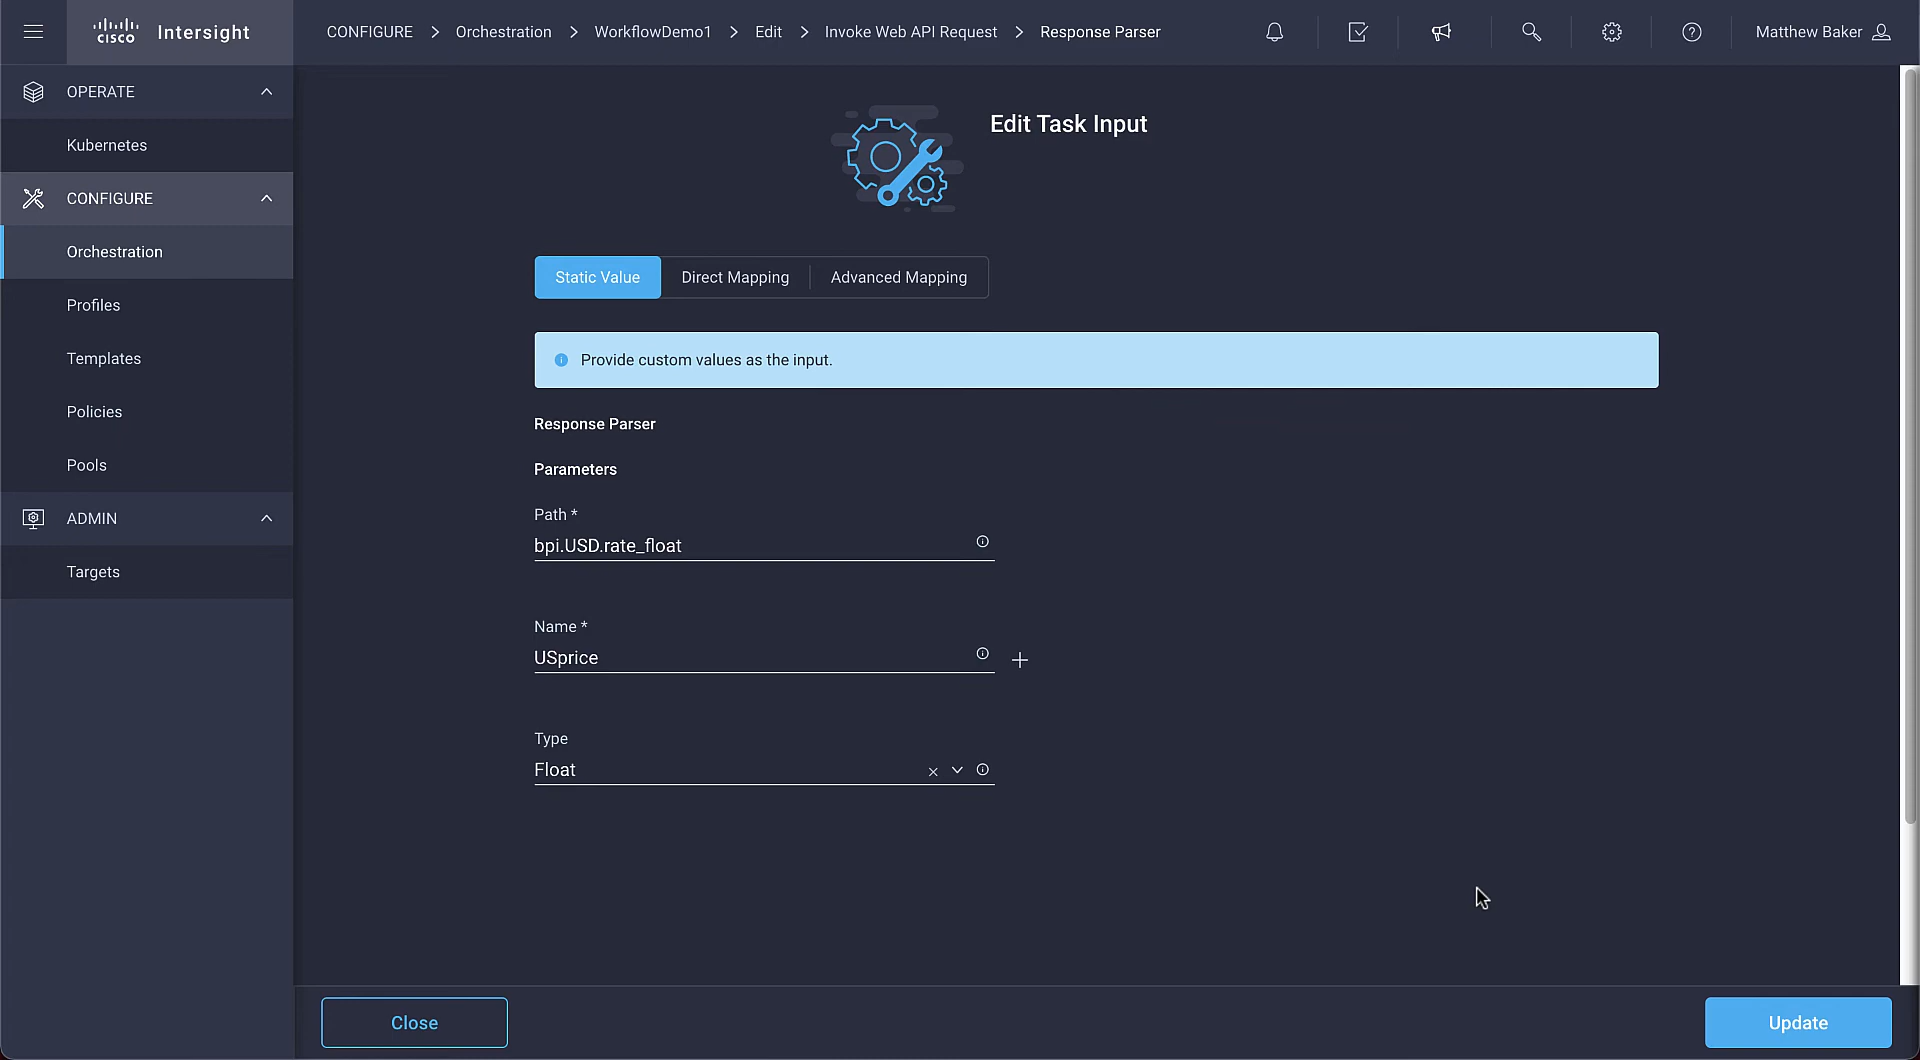 CISCO
Intersight
CONFIGURE > Orchestration > WorkflowDemo1 > Edit > Invoke Web API Request > Response Parser
Matthew Baker
OPERATE
Kubernetes
CONFIGURE
Orchestration
Profiles
Templates
Policies
Pools
ADMIN
Targets
Edit Task Input
Static Value
Direct Mapping
Advanced Mapping
Provide custom values as the input.
Response Parser
Parameters
Path *
bpi.USD.rate_float
Name *
USprice
Type
Float
Close
Update